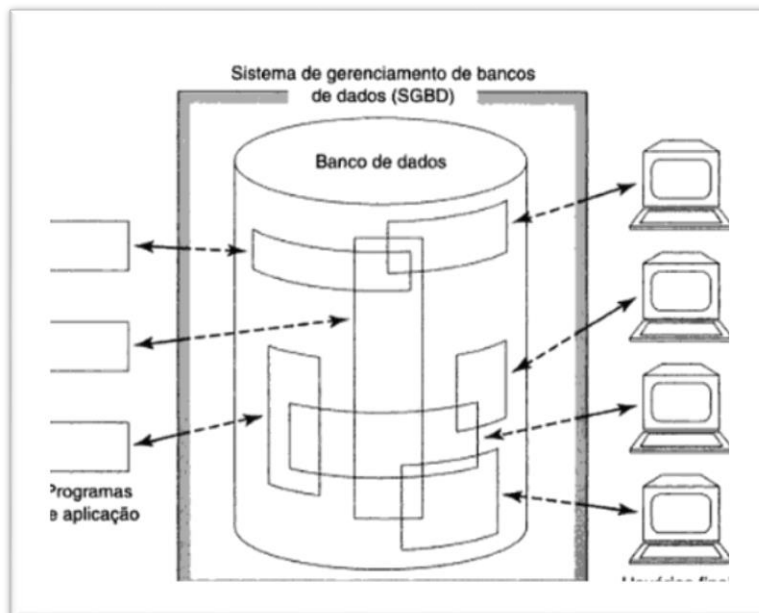 Sistema de gerenciamento de bancos
de dados (SGBD)
Banco de dados
Programas
e aplicação